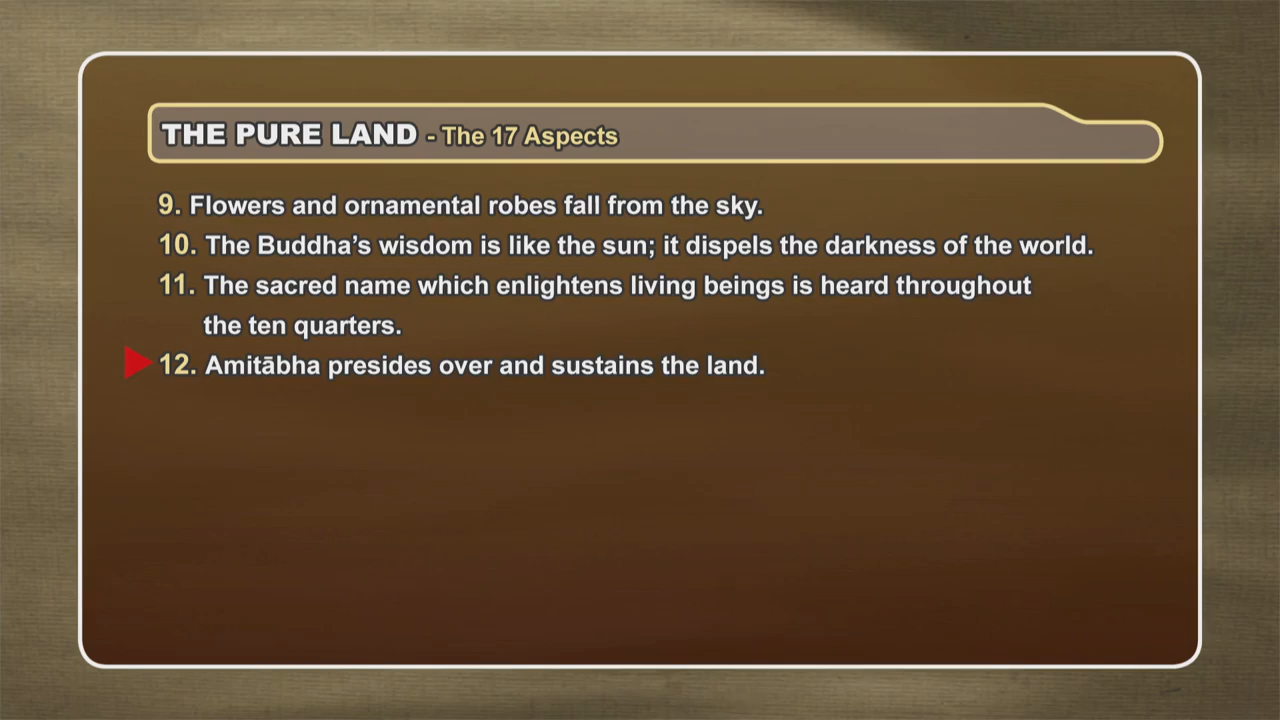 THE PURE LAND - The 17 Aspects
9. Flowers and ornamental robes fall from the sky.
10. The Buddha’s wisdom is like the sun; it dispels the darkness of the world.
11. The sacred name which enlightens living beings is heard throughout
the ten quarters.
12. Amitābha presides over and sustains the land.